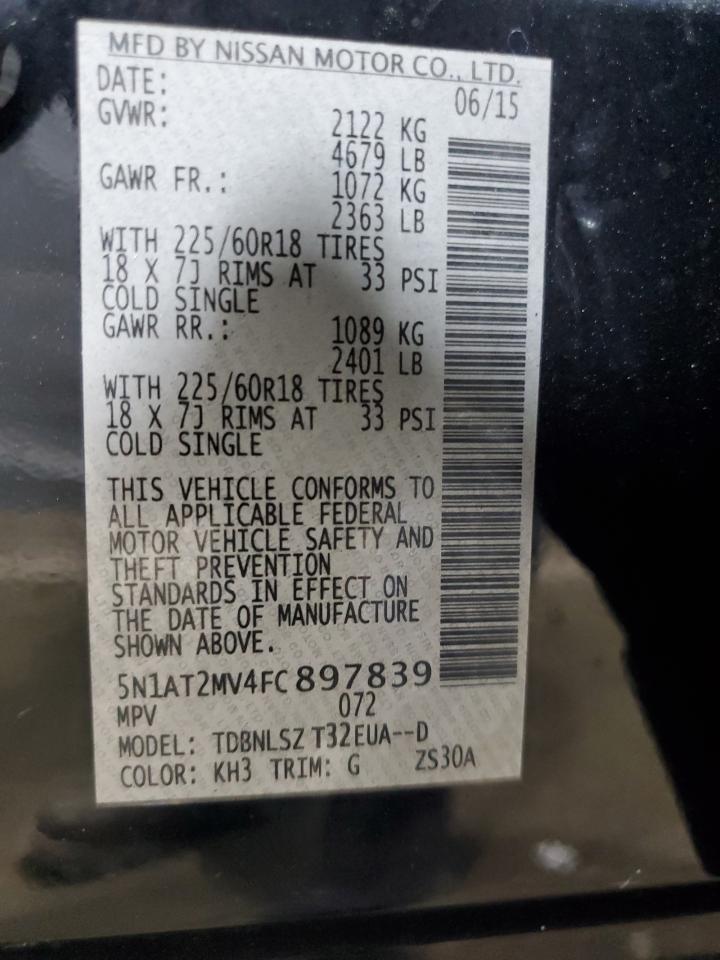 MFD BY NISSAN MOTOR CO., LTD.
DATE: 06/15
GVWR: 2122 KG
4679 LB
GAWR FR.: 1072 KG
2363 LB
WITH 225/60R18 TIRES
18 X 7J RIMS AT 33 PSI
COLD SINGLE
GAWR RR.: 1089 KG
2401 LB
WITH 225/60R18 TIRES
18 X 7J RIMS AT 33 PSI
COLD SINGLE
THIS VEHICLE CONFORMS TO
ALL APPLICABLE FEDERAL
MOTOR VEHICLE SAFETY AND
THEFT PREVENTION
STANDARDS IN EFFECT ON
THE DATE OF MANUFACTURE
SHOWN ABOVE.
5N1AT2MV4FC897839
MPV 072
MODEL: TDBNLSZ T32EUA--D
COLOR: KH3 TRIM: G ZS30A